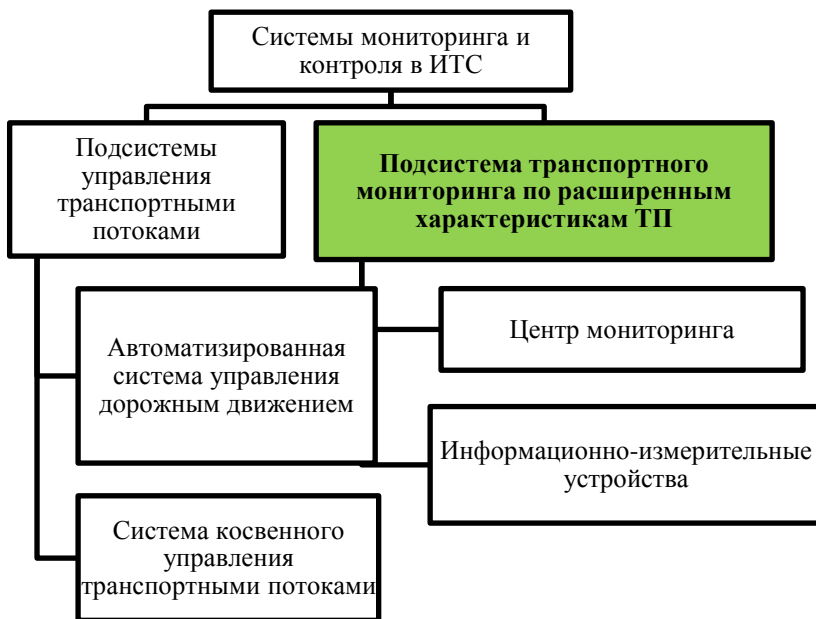 Системы мониторинга и
контроля в ИТС
Подсистемы
управления
транспортными
потоками
Подсистема транспортного
мониторинга по расширенным
характеристикам ТП
Автоматизированная
система управления
дорожным движением
Центр мониторинга
Информационно-измерительные
устройства
Система косвенного
управления
транспортными потоками